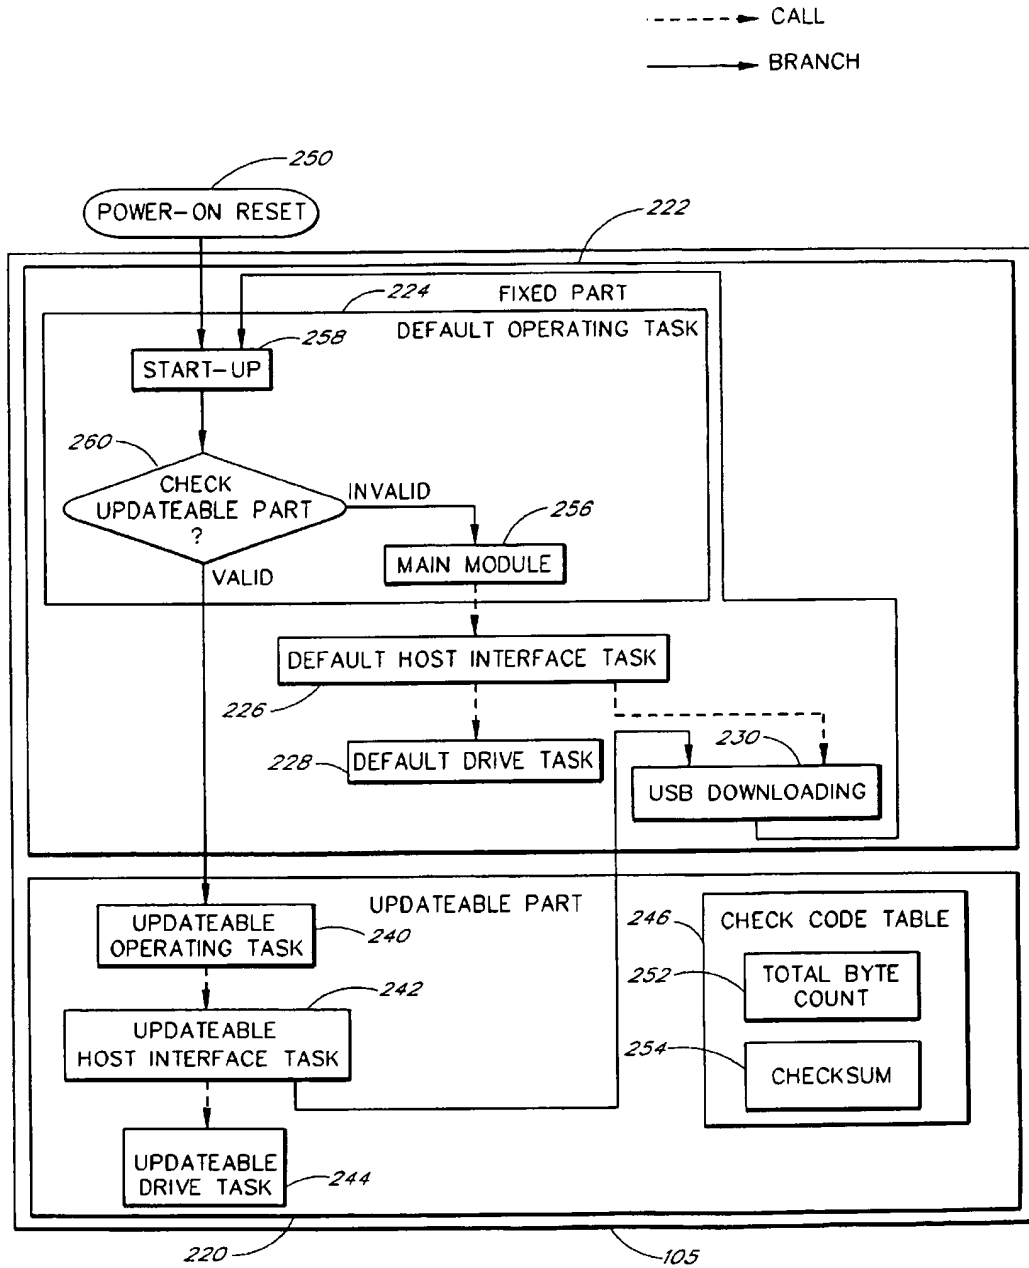 CALL
BRANCH
250
POWER-ON RESET
222
224
FIXED PART
DEFAULT OPERATING TASK
258
START-UP
260
CHECK
UPDATEABLE PART
?
INVALID
256
MAIN MODULE
VALID
DEFAULT HOST INTERFACE TASK
226
230
228
DEFAULT DRIVE TASK
USB DOWNLOADING
UPDATEABLE PART
UPDATEABLE
OPERATING TASK
240
246
CHECK CODE TABLE
252
TOTAL BYTE
COUNT
242
UPDATEABLE
HOST INTERFACE TASK
254
CHECKSUM
UPDATEABLE
DRIVE TASK
244
220
105